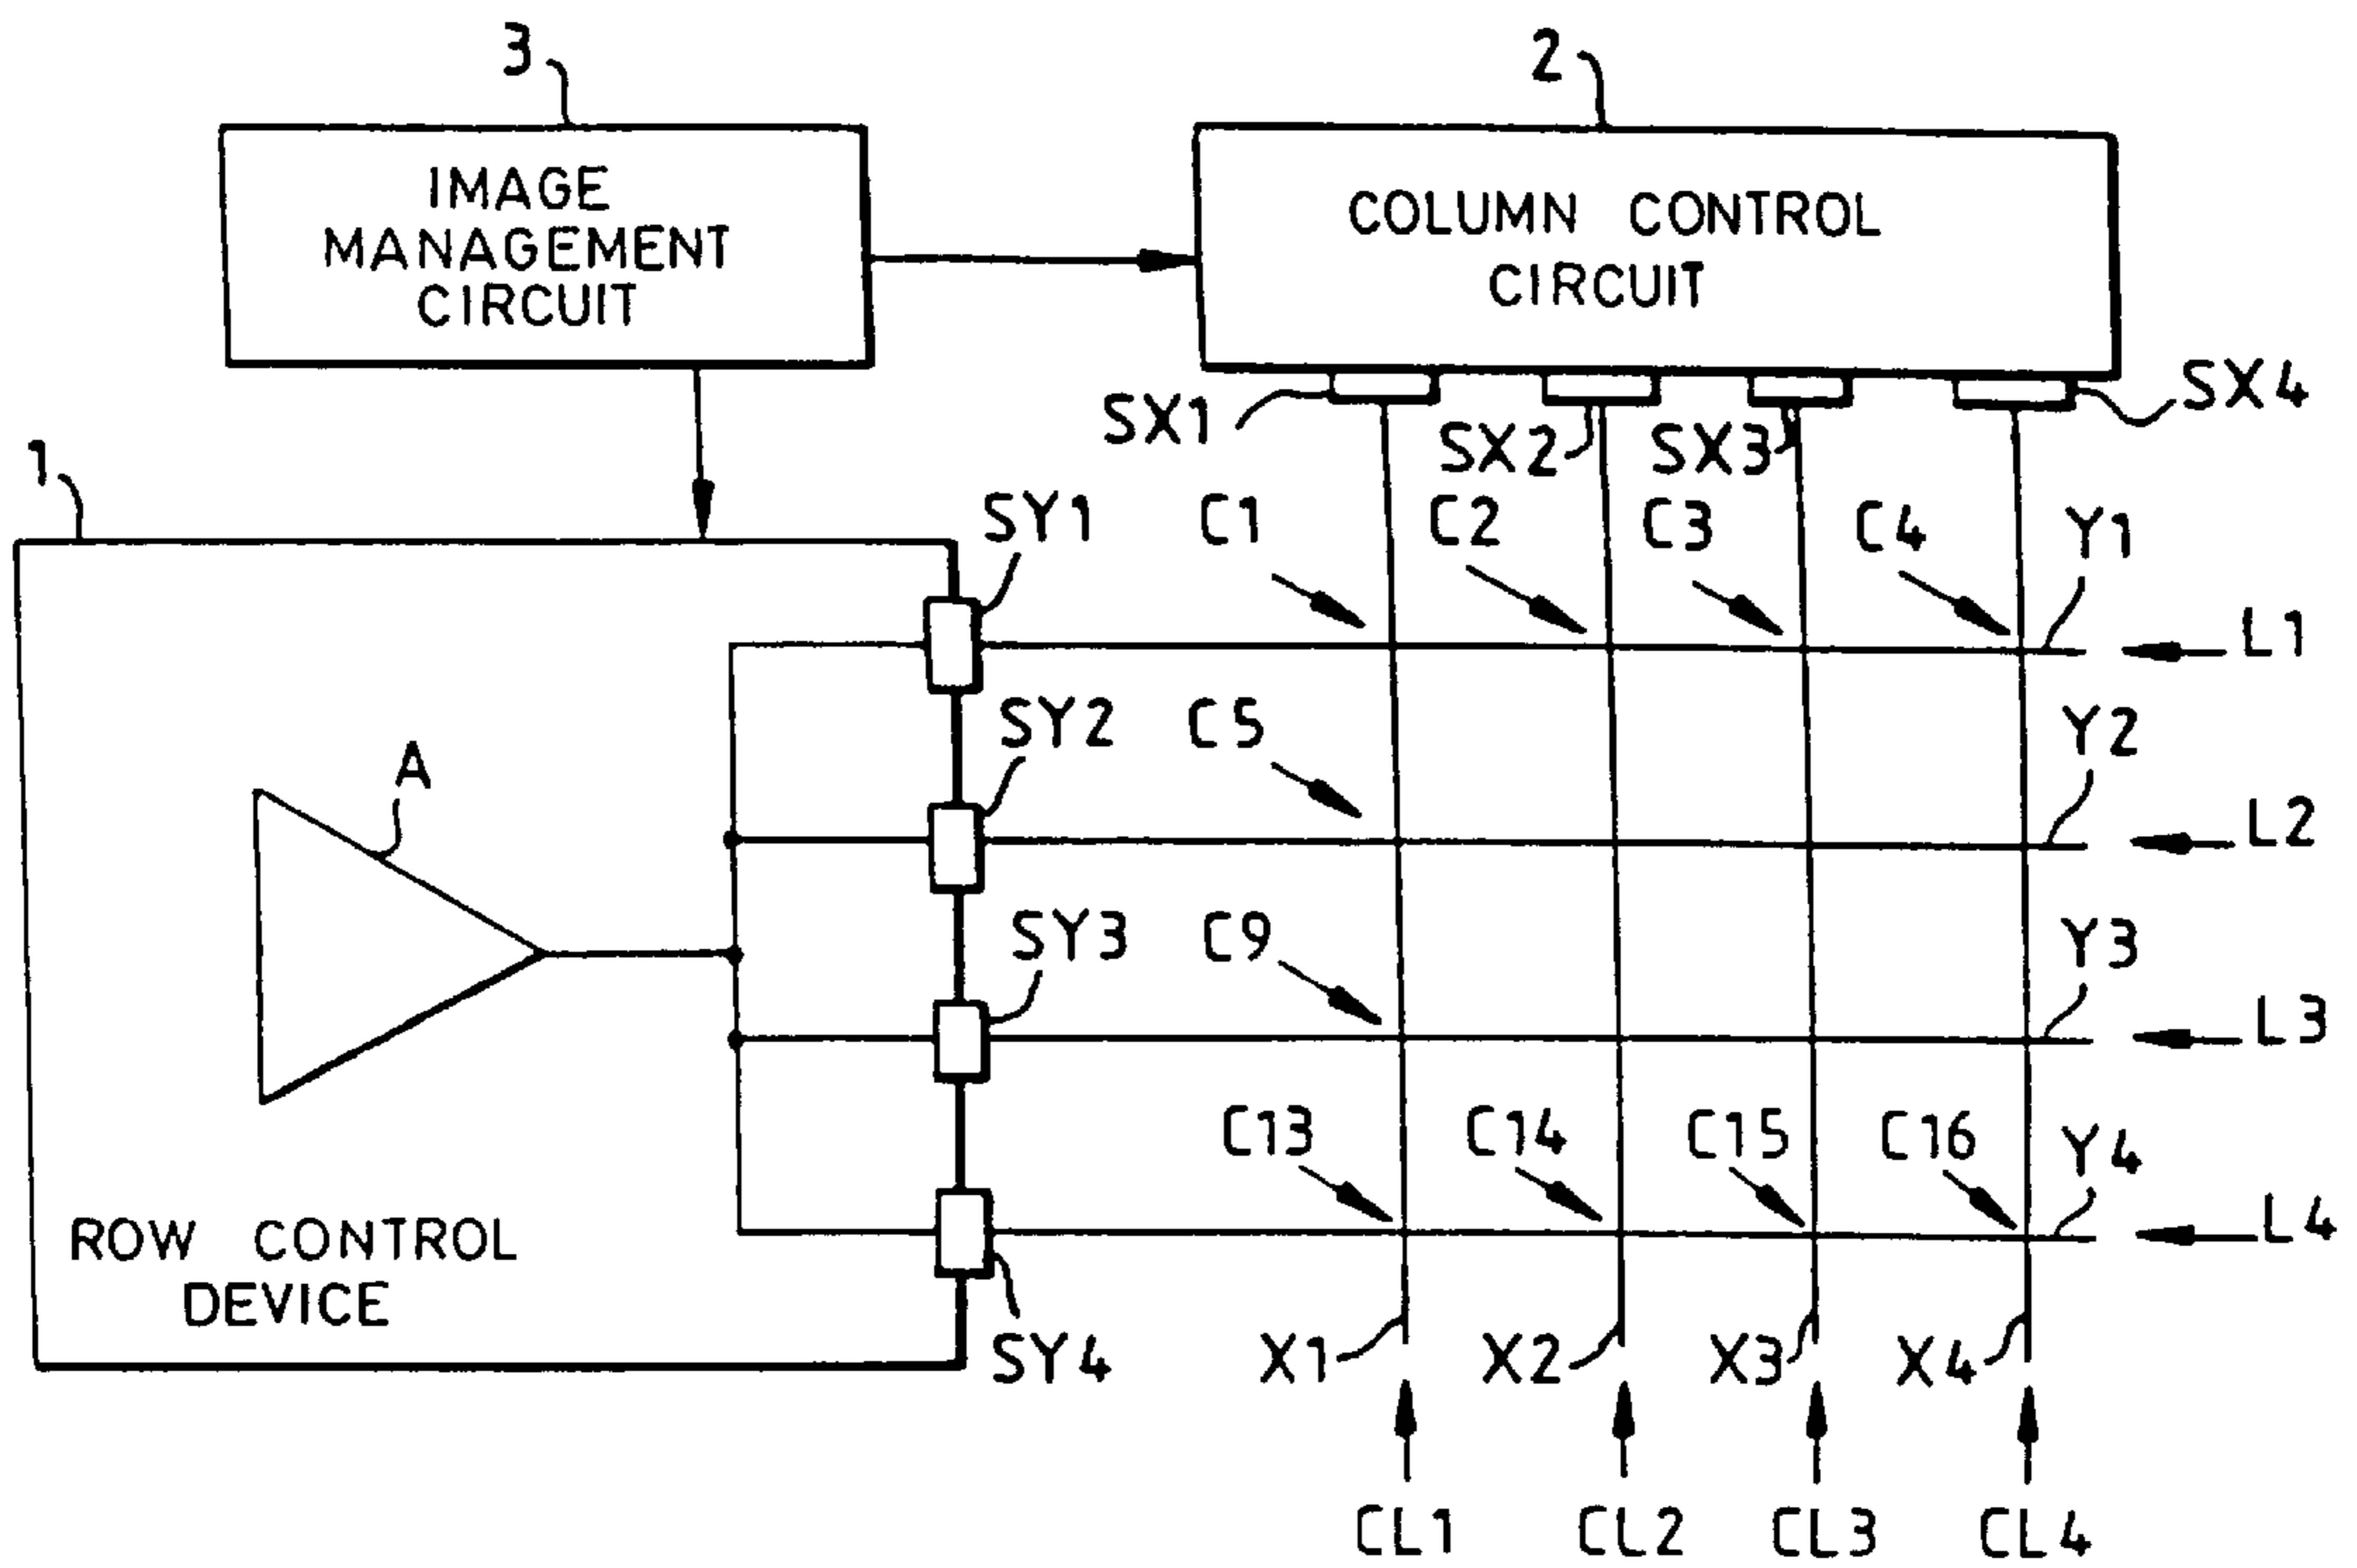 3
2
IMAGE
MANAGEMENT
CIRCUIT
COLUMN CONTROL
CIRCUIT
SX1
SX2
SX3
SX4
1
SY1
C1
C2
C3
C4
Y1
L1
SY2
C5
Y2
L2
A
SY3
C9
Y3
L3
C13
C14
C15
C16
Y4
L4
ROW CONTROL
DEVICE
SY4
X1
X2
X3
X4
CL1
CL2
CL3
CL4